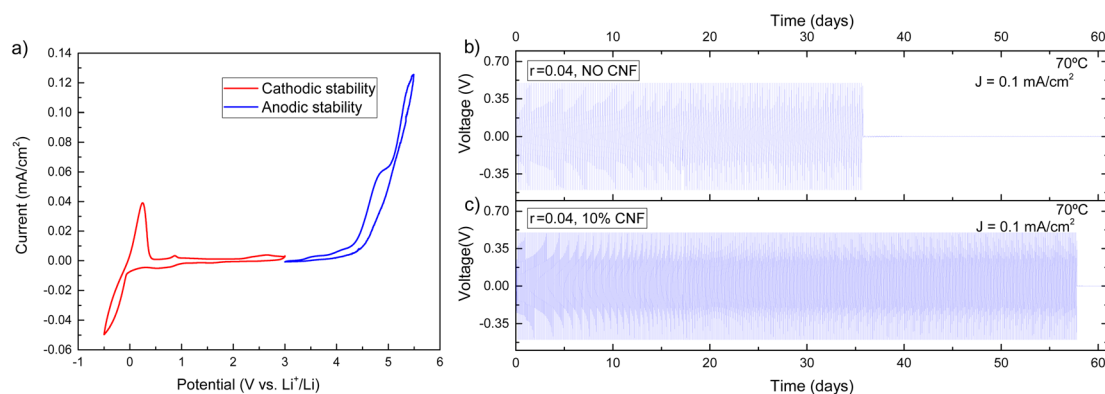 a)
0.14
0.12
0.10
0.08
0.06
0.04
0.02
0.00
-0.02
-0.04
-0.06
Current (mA/cm²)
Cathodic stability
Anodic stability
-1 0 1 2 3 4 5 6
Potential (V vs. Li⁺/Li)
Time (days)
0 10 20 30 40 50 60
b)
0.70
0.35
0.00
-0.35
Voltage (V)
r=0.04, NO CNF
70ºC
J = 0.1 mA/cm²
c)
0.70
0.35
0.00
-0.35
Voltage(V)
r=0.04, 10% CNF
70ºC
J = 0.1 mA/cm²
0 10 20 30 40 50 60
Time (days)